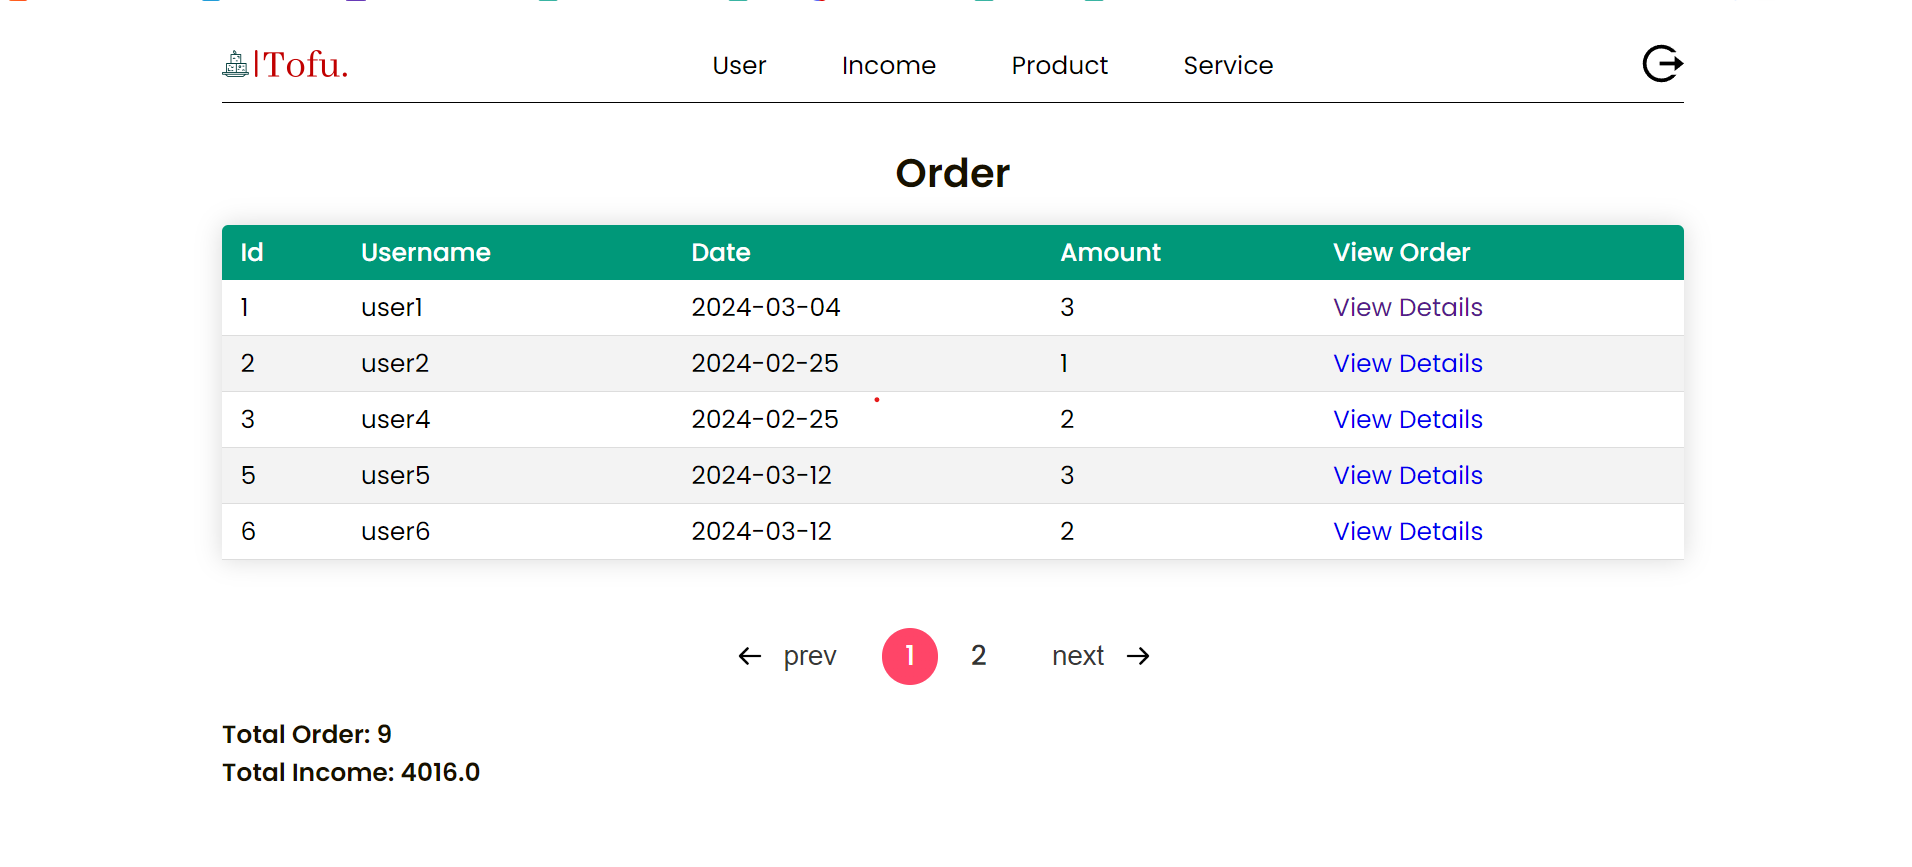 Tofu.
User Income Product Service
Order
Id Username Date Amount View Order
1 user1 2024-03-04 3 View Details
2 user2 2024-02-25 1 View Details
3 user4 2024-02-25 2 View Details
5 user5 2024-03-12 3 View Details
6 user6 2024-03-12 2 View Details
← prev 1 2 next →
Total Order: 9
Total Income: 4016.0